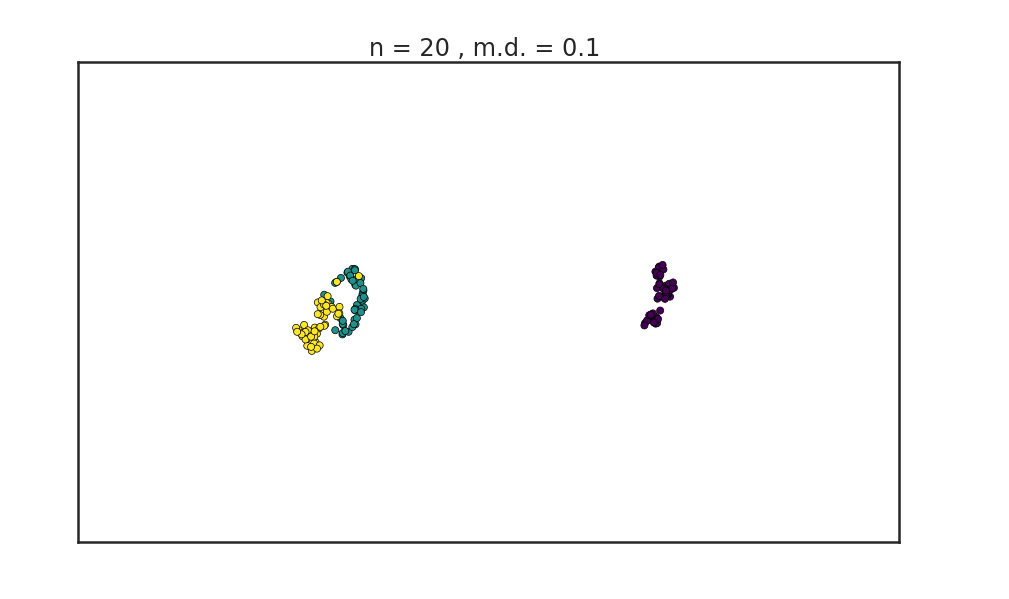 n = 20 , m.d. = 0.1